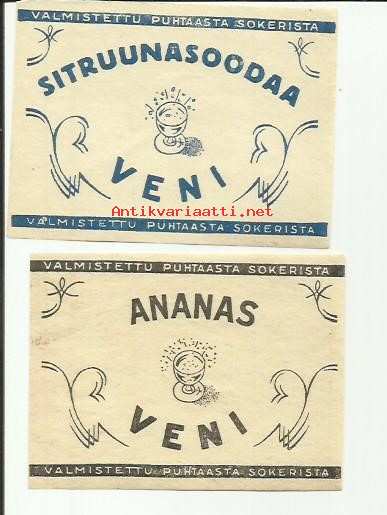 VALMISTETTU PUHTAASTA SOKERISTA
SITRUUNASOODAA
VENI
Antikvariaatti.net
VALMISTETTU PUHTAASTA SOKERISTA
VALMISTETTU PUHTAASTA SOKERISTA
ANANAS
VENI
VALMISTETTU PUHTAASTA SOKERISTA